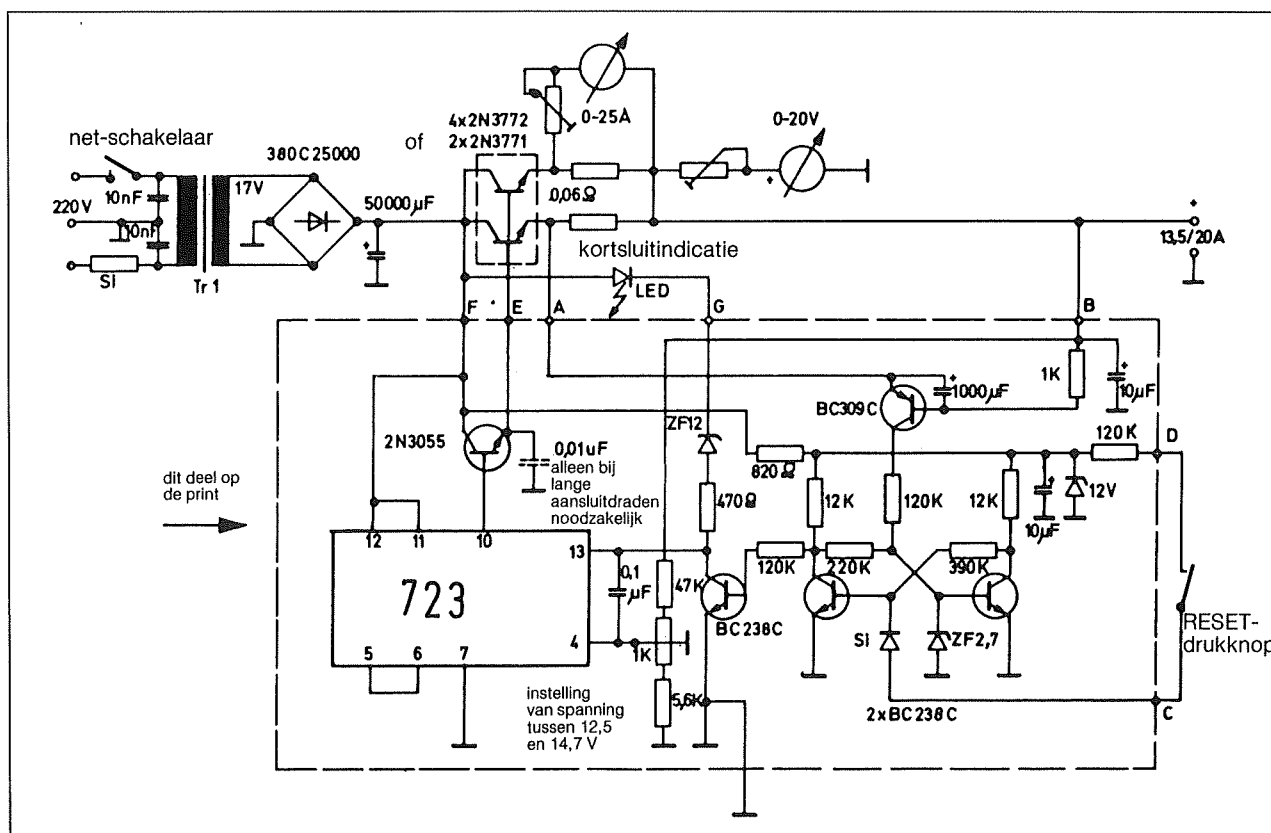 net-schakelaar
of
4x2N3772
2x2N3771
0-25A
0-20V
380C25000
10nF
17V
50000µF
0,06Ω
220V
10nF
+
+
+
13,5/20A
SI
Tr 1
kortsluitindicatie
LED
F
E
A
G
B
1K
+
10µF
BC309C
+
1000µF
2N3055
ZF12
120K
D
0,01uF
alleen bij
lange
aansluitdraden
noodzakelijk
820Ω
dit deel op
de print
470Ω
12K
120K
12K
+
10µF
12V
12
11
10
13
723
0,1
µF
47K
120K
220K
390K
BC238C
4
1K
SI
ZF2,7
RESET-
drukknop
5
6
7
instelling
van spanning
tussen 12,5
en 14,7 V
5,6K
2xBC238C
C